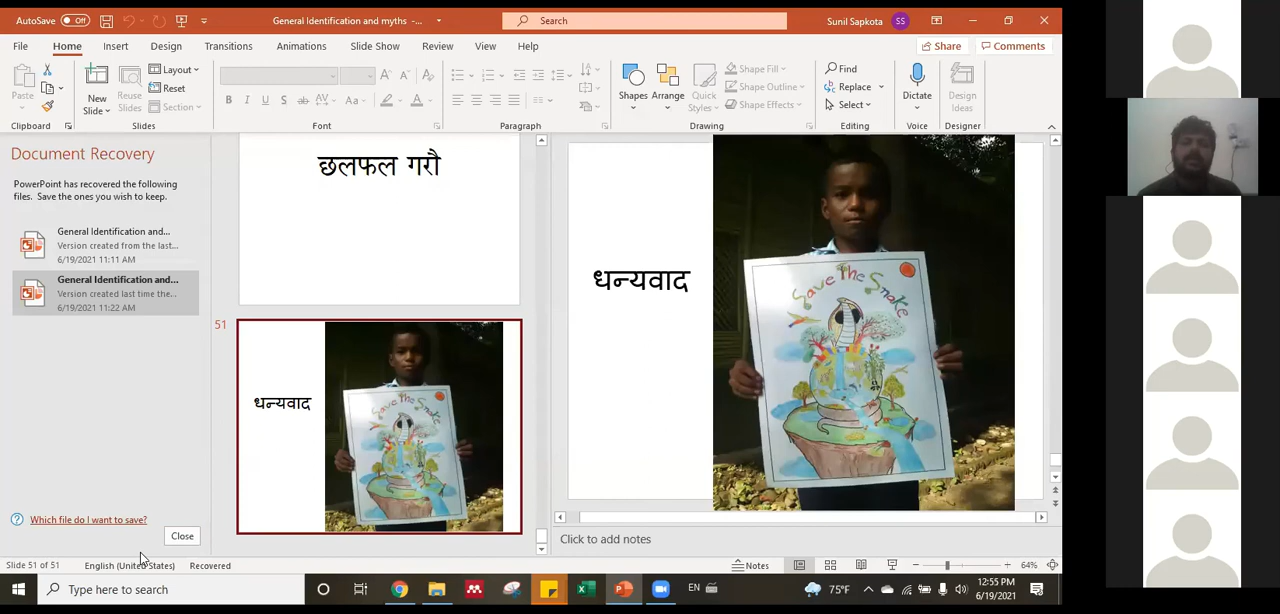 AutoSave Off
General Identification and myths -...
Search
Sunil Sapkota SS
File Home Insert Design Transitions Animations Slide Show Review View Help
Share Comments
Paste
New Slides
Reuse Slides
Layout
Reset
Section
B I U S ab AV Aa A
Shapes Arrange Quick Styles
Shape Fill
Shape Outline
Shape Effects
Find
Replace
Select
Dictate
Design Ideas
Clipboard Slides Font Paragraph Drawing Editing Voice Designer
Document Recovery
PowerPoint has recovered the following files. Save the ones you wish to keep.
General Identification and...
Version created from the last...
6/19/2021 11:11 AM
General Identification and...
Version created last time the...
6/19/2021 11:22 AM
Which file do I want to save?
Close
छलफल गरौ
51
धन्यवाद
Save The Snake
धन्यवाद
Save The Snake
Click to add notes
Slide 51 of 51 English (United States) Recovered Notes 64%
Type here to search
EN
75°F
12:55 PM
6/19/2021